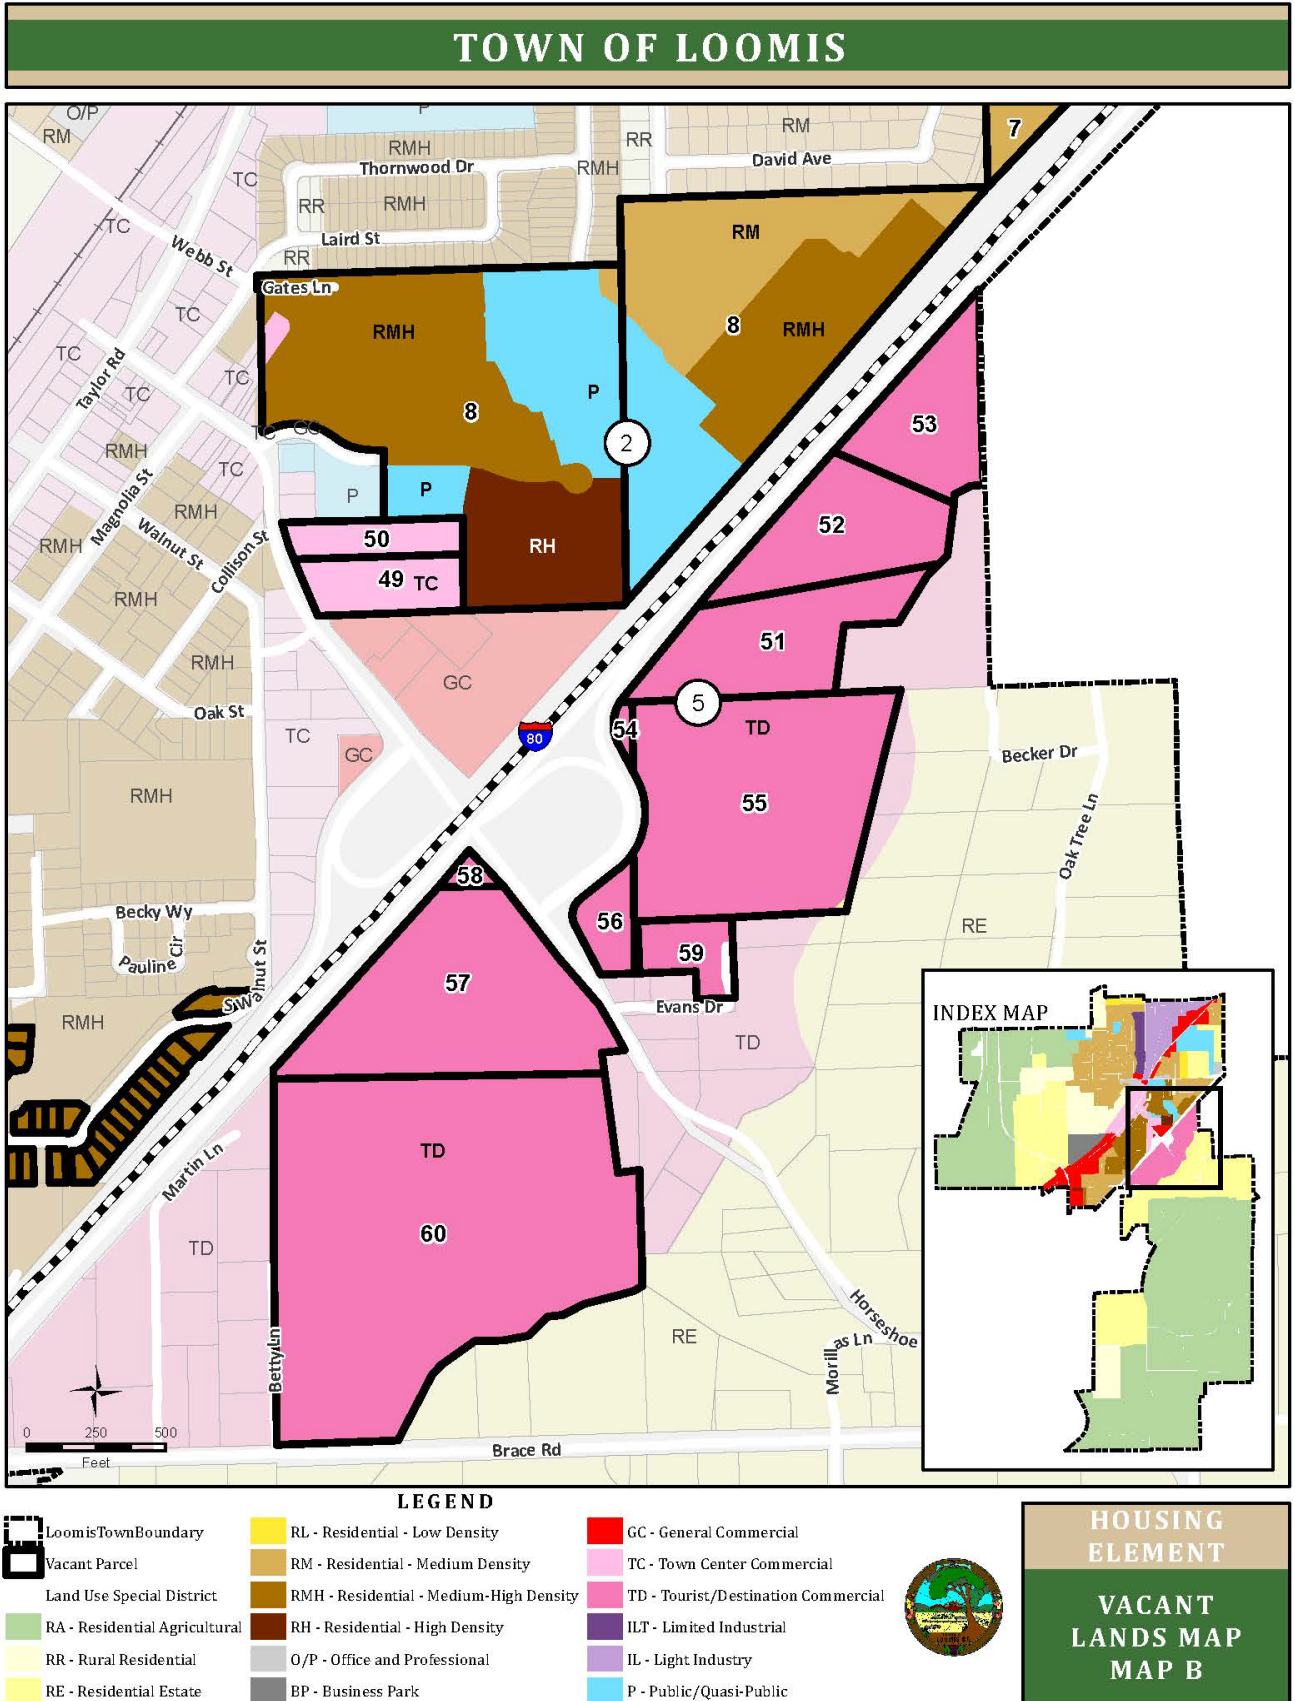 TOWN OF LOOMIS
O/P
P
RM
RM
7
RMH
RR
Thornwood Dr
David Ave
RMH
TC
RR
RMH
TC
Webb St
Laird St
RM
RR
Gates Ln
TC
RMH
8
RMH
TC
TC
Taylor Rd
TC
P
8
53
TC
GC
2
RMH
TC
P
P
Magnolia St
RMH
52
Walnut St
50
RMH
Collison St
RH
49
TC
RMH
51
RMH
GC
5
Oak St
54
TD
TC
80
GC
Becker Dr
RMH
55
Oak Tree Ln
58
Becky Wy
56
RE
Pauline Cir
59
57
S Walnut St
Evans Dr
RMH
TD
INDEX MAP
TD
Martin Ln
60
TD
Horseshoe
RE
Morillas Ln
Betty Ln
0 250 500
Feet
Brace Rd
LEGEND
LoomisTownBoundary
Vacant Parcel
Land Use Special District
RA - Residential Agricultural
RR - Rural Residential
RE - Residential Estate
RL - Residential - Low Density
RM - Residential - Medium Density
RMH - Residential - Medium-High Density
RH - Residential - High Density
O/P - Office and Professional
BP - Business Park
GC - General Commercial
TC - Town Center Commercial
TD - Tourist/Destination Commercial
ILT - Limited Industrial
IL - Light Industry
P - Public/Quasi-Public
HOUSING
ELEMENT
VACANT
LANDS MAP
MAP B